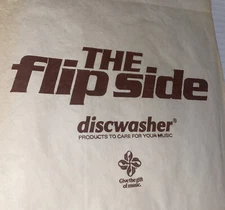 THE
flip side
discwasher®
PRODUCTS TO CARE FOR YOUR MUSIC
Give the gift
of music.